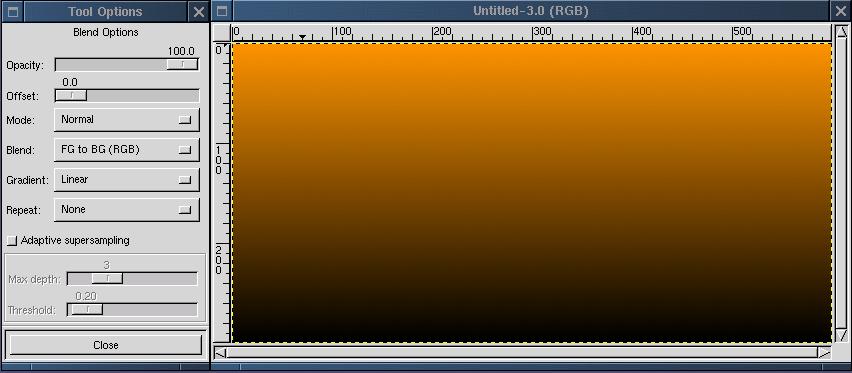 Tool Options
Blend Options
100.0
Opacity:
0.0
Offset:
Mode: Normal
Blend: FG to BG (RGB)
Gradient: Linear
Repeat: None
Adaptive supersampling
3
Max depth:
0.20
Threshold:
Close
Untitled-3.0 (RGB)
0 100 200 300 400 500
0
100
200